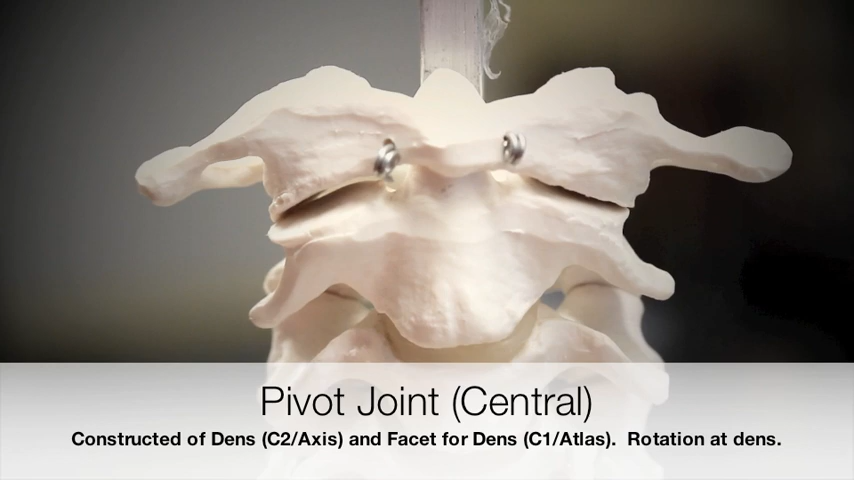 Pivot Joint (Central)
Constructed of Dens (C2/Axis) and Facet for Dens (C1/Atlas).  Rotation at dens.